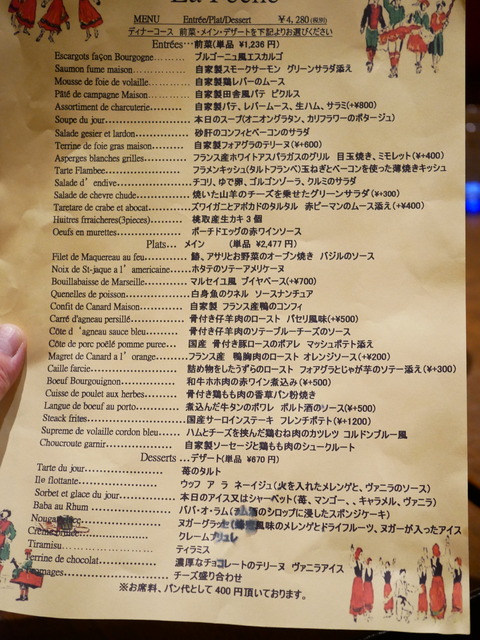 La Pêche
MENU Entrée/Plat/Dessert ¥4,280(税別)
ディナーコース 前菜・メイン・デザートを下記よりお選びください
Entrées…前菜(単品 ¥1,236 円)
Escargots façon Bourgogne……… ブルゴーニュ風エスカルゴ
Saumon fume maison………… 自家製スモークサーモン グリーンサラダ添え
Mousse de foie de volaille……… 自家製鶏レバーのムース
Pâté de campagne Maison……… 自家製田舎風パテ ピクルス
Assortiment de charcuterie……… 自家製パテ、レバームース、生ハム、サラミ(+¥800)
Soupe du jour………………… 本日のスープ(オニオングラタン、カリフラワーのポタージュ)
Salade gesier et lardon………… 砂肝のコンフィとベーコンのサラダ
Terrine de foie gras maison……… 自家製フォアグラのテリーヌ(¥+600)
Asperges blanches grilles……… フランス産ホワイトアスパラガスのグリル 目玉焼き、ミモレット(¥+400)
Tarte Flambee………………… フラメンキッシュ(タルトフランベ)玉ねぎとベーコンを使った薄焼きキッシュ
Salade d’endive……………… チコリ、ゆで卵、ゴルゴンゾーラ、クルミのサラダ
Salade de chevre chude………… 焼いた山羊のチーズを乗せたグリーンサラダ(¥+300)
Taretare de crabe et abocat……… ズワイガニとアボカドのタルタル 赤ピーマンのムース添え(+¥400)
Huitres frraicheres(3pieces)……… 桃取産生カキ3個
Oeufs en murettes……………… ポーチドエッグの赤ワインソース
Plats… メイン (単品 ¥2,477 円)
Filet de Maquereau au feu……… 鯖、アサリとお野菜のオーブン焼き バジルのソース
Noix de St-jaque a l’americaine…… ホタテのソテーアメリケーヌ
Bouillabaisse de Marseille……… マルセイユ風 ブイヤベース(+¥700)
Quenelles de poisson………… 白身魚のクネル ソースナンチュア
Confit de Canard Maison……… 自家製 フランス産鴨のコンフィ
Carré d’agneau persillé………… 骨付き仔羊肉のロースト パセリ風味(+¥500)
Côte d’agneau sauce bleu……… 骨付き仔羊肉のソテーブルーチーズのソース
Côte de porc poêlé pomme puree… 国産 骨付き豚ロースのポアレ マッシュポテト添え
Magret de Canard a l’orange……… フランス産 鴨胸肉のロースト オレンジソース(+¥200)
Caille farcie…………………… 詰め物をしたうずらのロースト フォアグラとじゃが芋のソテー添え(¥+300)
Boeuf Bourguignon…………… 和牛ホホ肉の赤ワイン煮込み(+¥500)
Cuisse de poulet aux herbes……… 骨付き鶏もも肉の香草パン粉焼き
Langue de boeuf au porto……… 煮込んだ牛タンのポワレ ポルト酒のソース(¥+500)
Steack frites………………… 国産サーロインステーキ フレンチポテト(¥+1200)
Supreme de volaille cordon bleu…… ハムとチーズを挟んだ鶏むね肉のカツレツ コルドンブルー風
Choucroute garnir……………… 自家製ソーセージと鶏もも肉のシュークルート
Desserts …デザート(単品 ¥670 円)
Tarte du jour………………… 苺のタルト
Ile flottante………………… ウッフ ア ラ ネージュ(火を入れたメレンゲと、ヴァニラのソース)
Sorbet et glace du jour………… 本日のアイス又はシャーベット(苺、マンゴー、、キャラメル、ヴァニラ)
Baba au Rhum………………… ババ・オ・ラム(ラム酒のシロップに浸したスポンジケーキ)
ヌガーグラッセ(蜂蜜風味のメレンゲとドライフルーツ、ヌガーが入ったアイス
Crème brulée………………… クレームブリュレ
Tiramisu…………………… ティラミス
Terrine de chocolat…………… 濃厚なチョコレートのテリーヌ ヴァニラアイス
Fromages…………………… チーズ盛り合わせ
※お席料、パン代として400円頂いております。